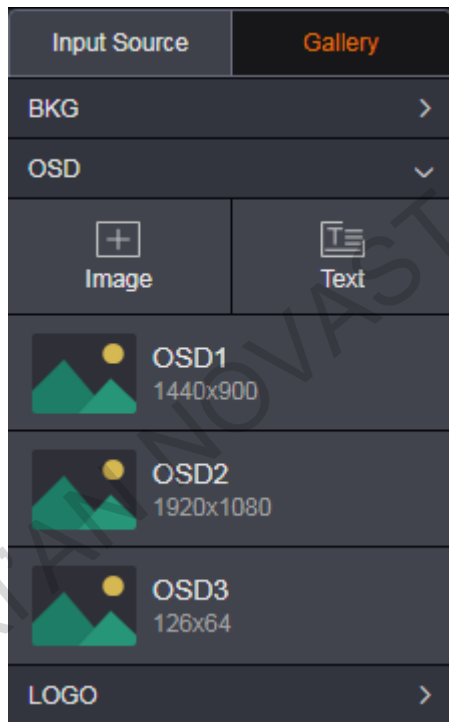 Input Source
Gallery
BKG
OSD
Image
Text
OSD1
1440x900
OSD2
1920x1080
OSD3
126x64
LOGO